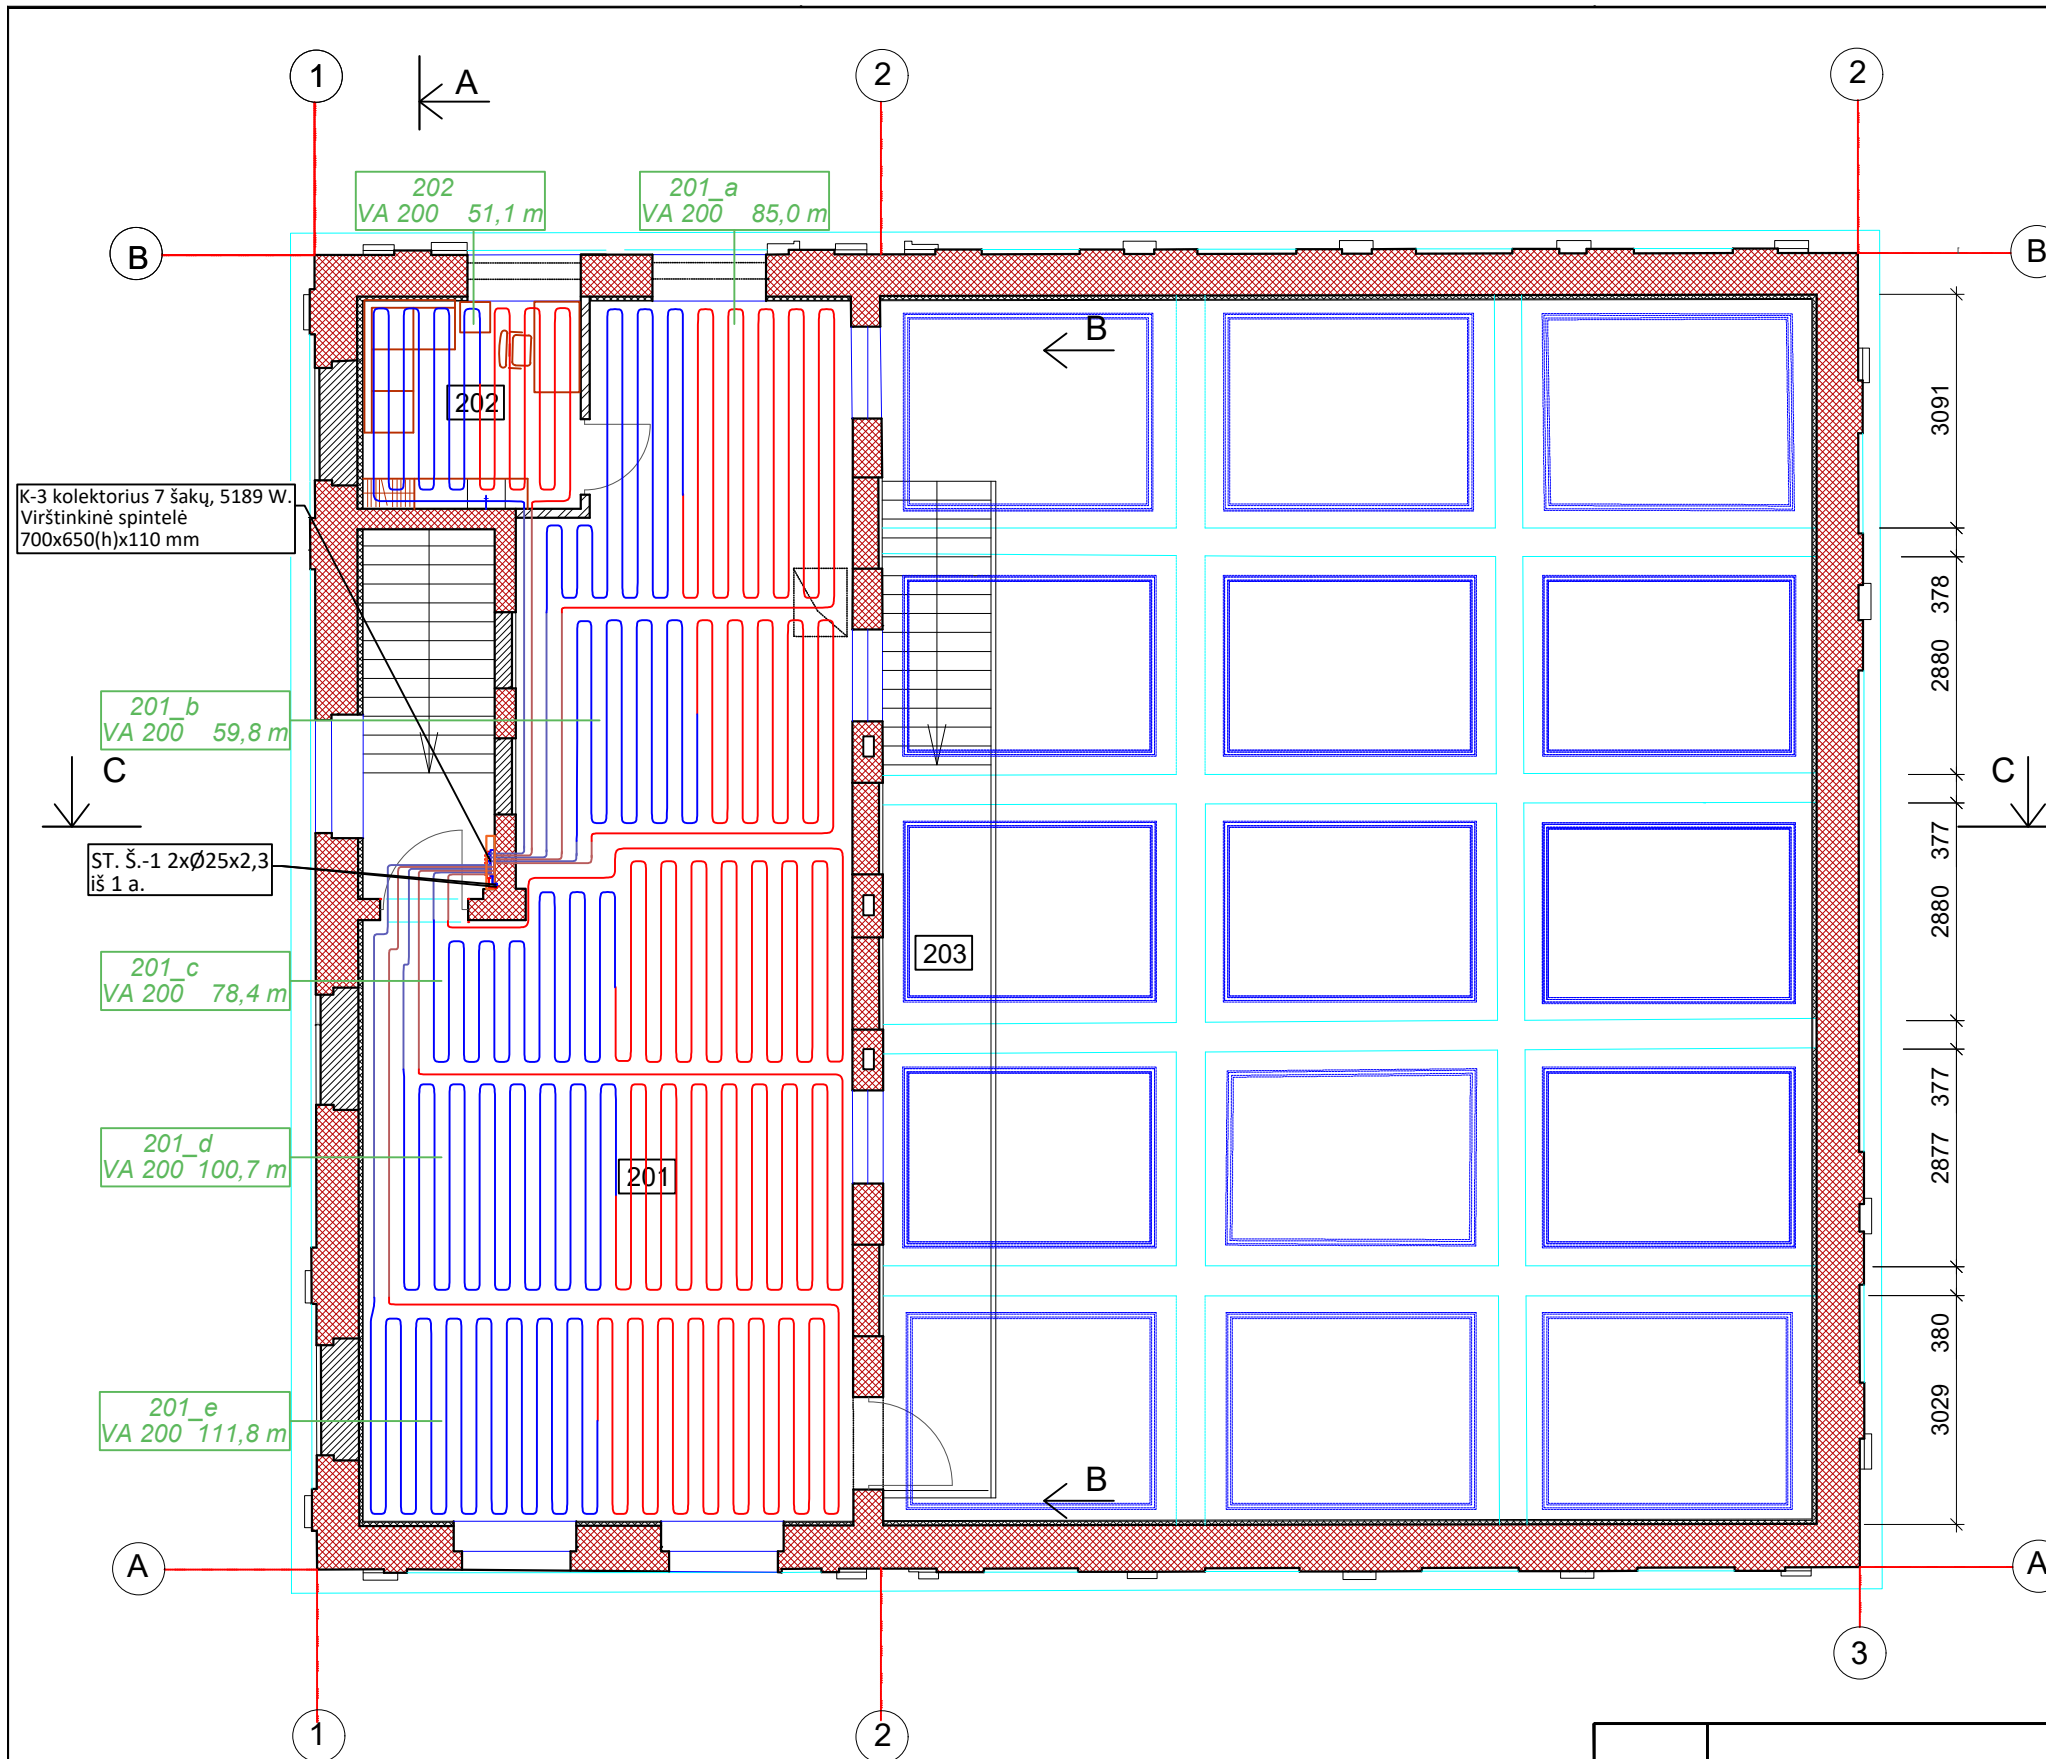 1
2
2
A
202
VA 200 51,1 m
201_a
VA 200 85,0 m
B
B
B
3091
202
K-3 kolektorius 7 šakų, 5189 W.
Virštinkinė spintelė
700x650(h)x110 mm
378
2880
201_b
VA 200 59,8 m
C
C
377
ST. Š.-1 2xØ25x2,3
iš 1 a.
2880
203
201_c
VA 200 78,4 m
377
2877
201_d
VA 200 100,7 m
201
380
3029
201_e
VA 200 111,8 m
B
A
A
3
1
2